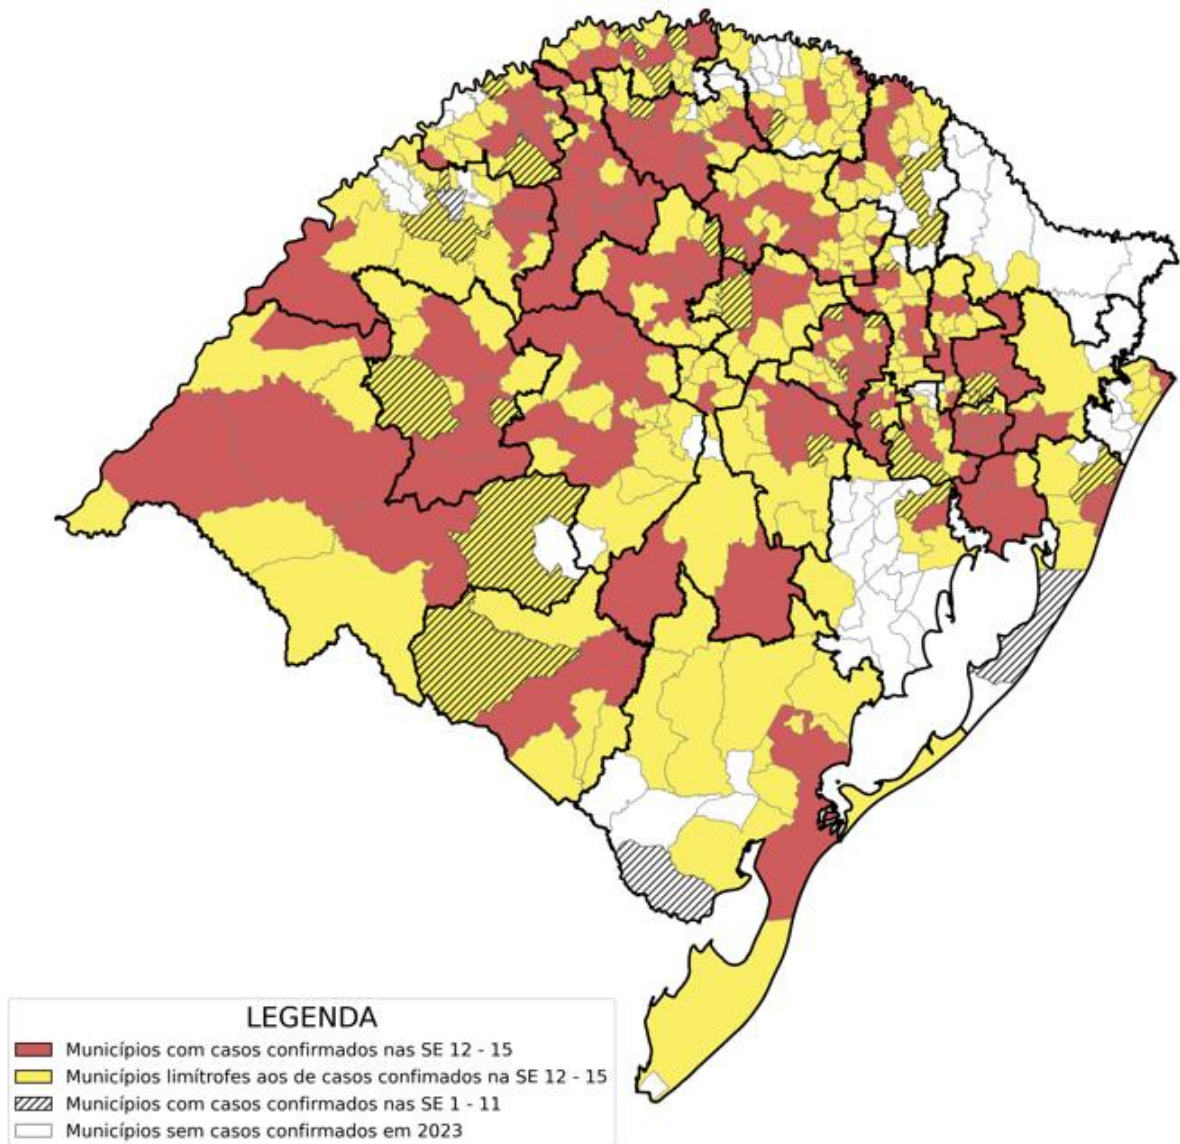 LEGENDA
Municípios com casos confirmados nas SE 12 - 15
Municípios limítrofes aos de casos confimados na SE 12 - 15
Municípios com casos confirmados nas SE 1 - 11
Municípios sem casos confirmados em 2023